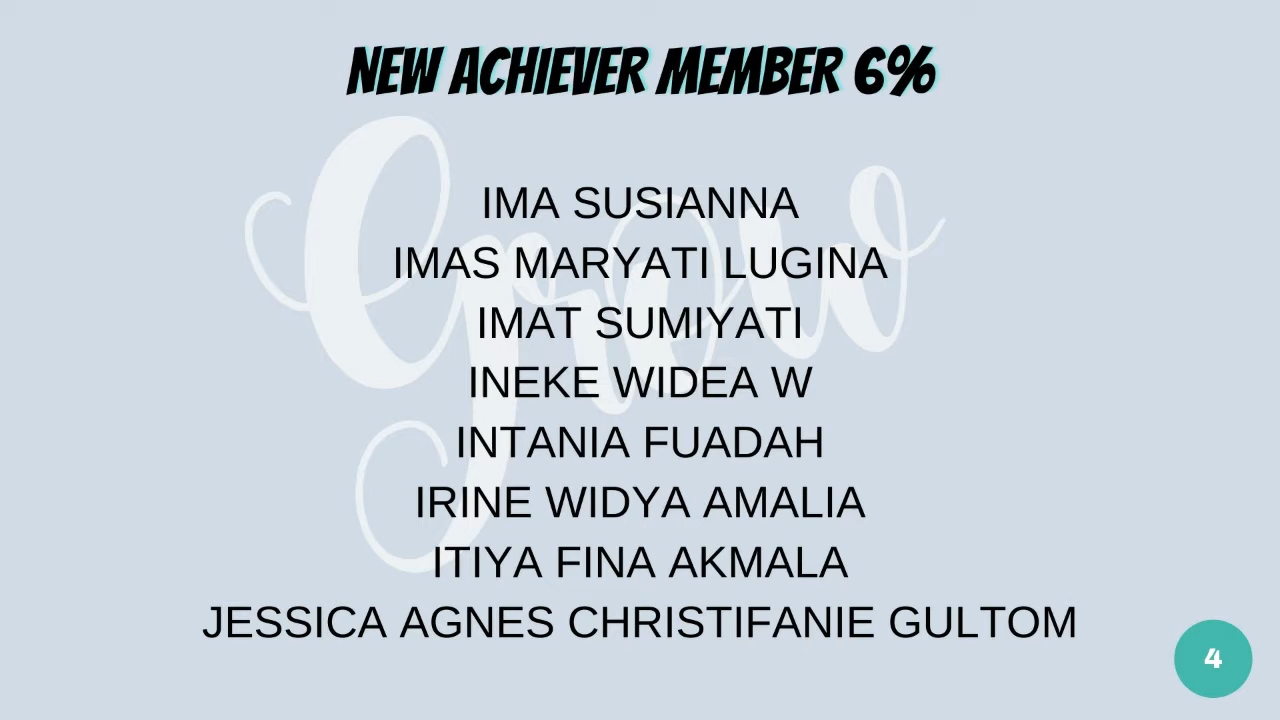 NEW ACHIEVER MEMBER 6%
Grow
IMA SUSIANNA
IMAS MARYATI LUGINA
IMAT SUMIYATI
INEKE WIDEA W
INTANIA FUADAH
IRINE WIDYA AMALIA
ITIYA FINA AKMALA
JESSICA AGNES CHRISTIFANIE GULTOM
4